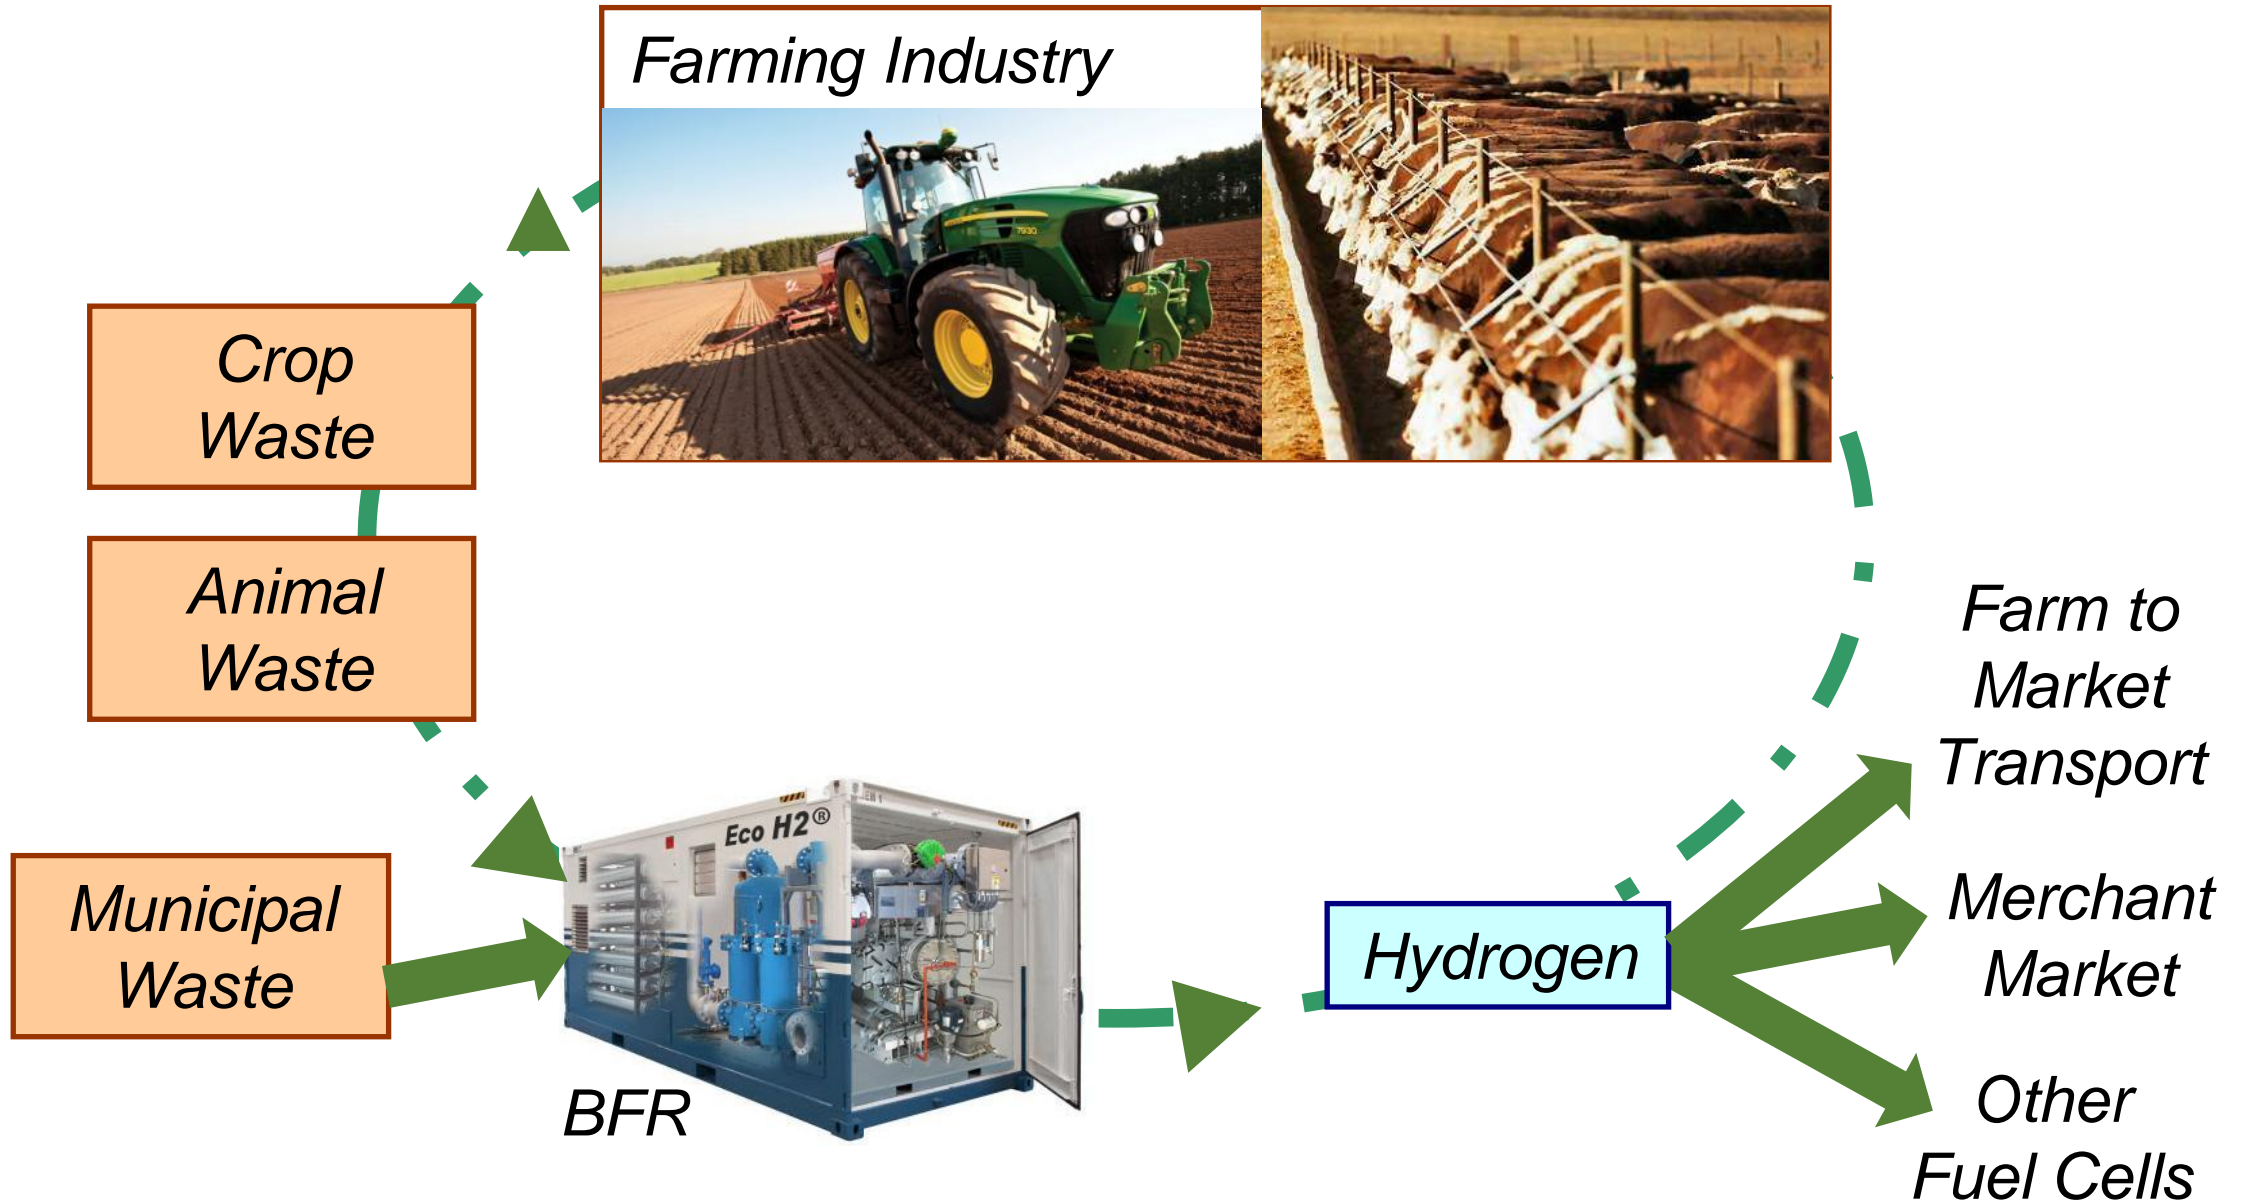 Farming Industry
7930
Crop
Waste
Animal
Waste
Municipal
Waste
Eco H2®
BFR
Hydrogen
Farm to
Market
Transport
Merchant
Market
Other
Fuel Cells